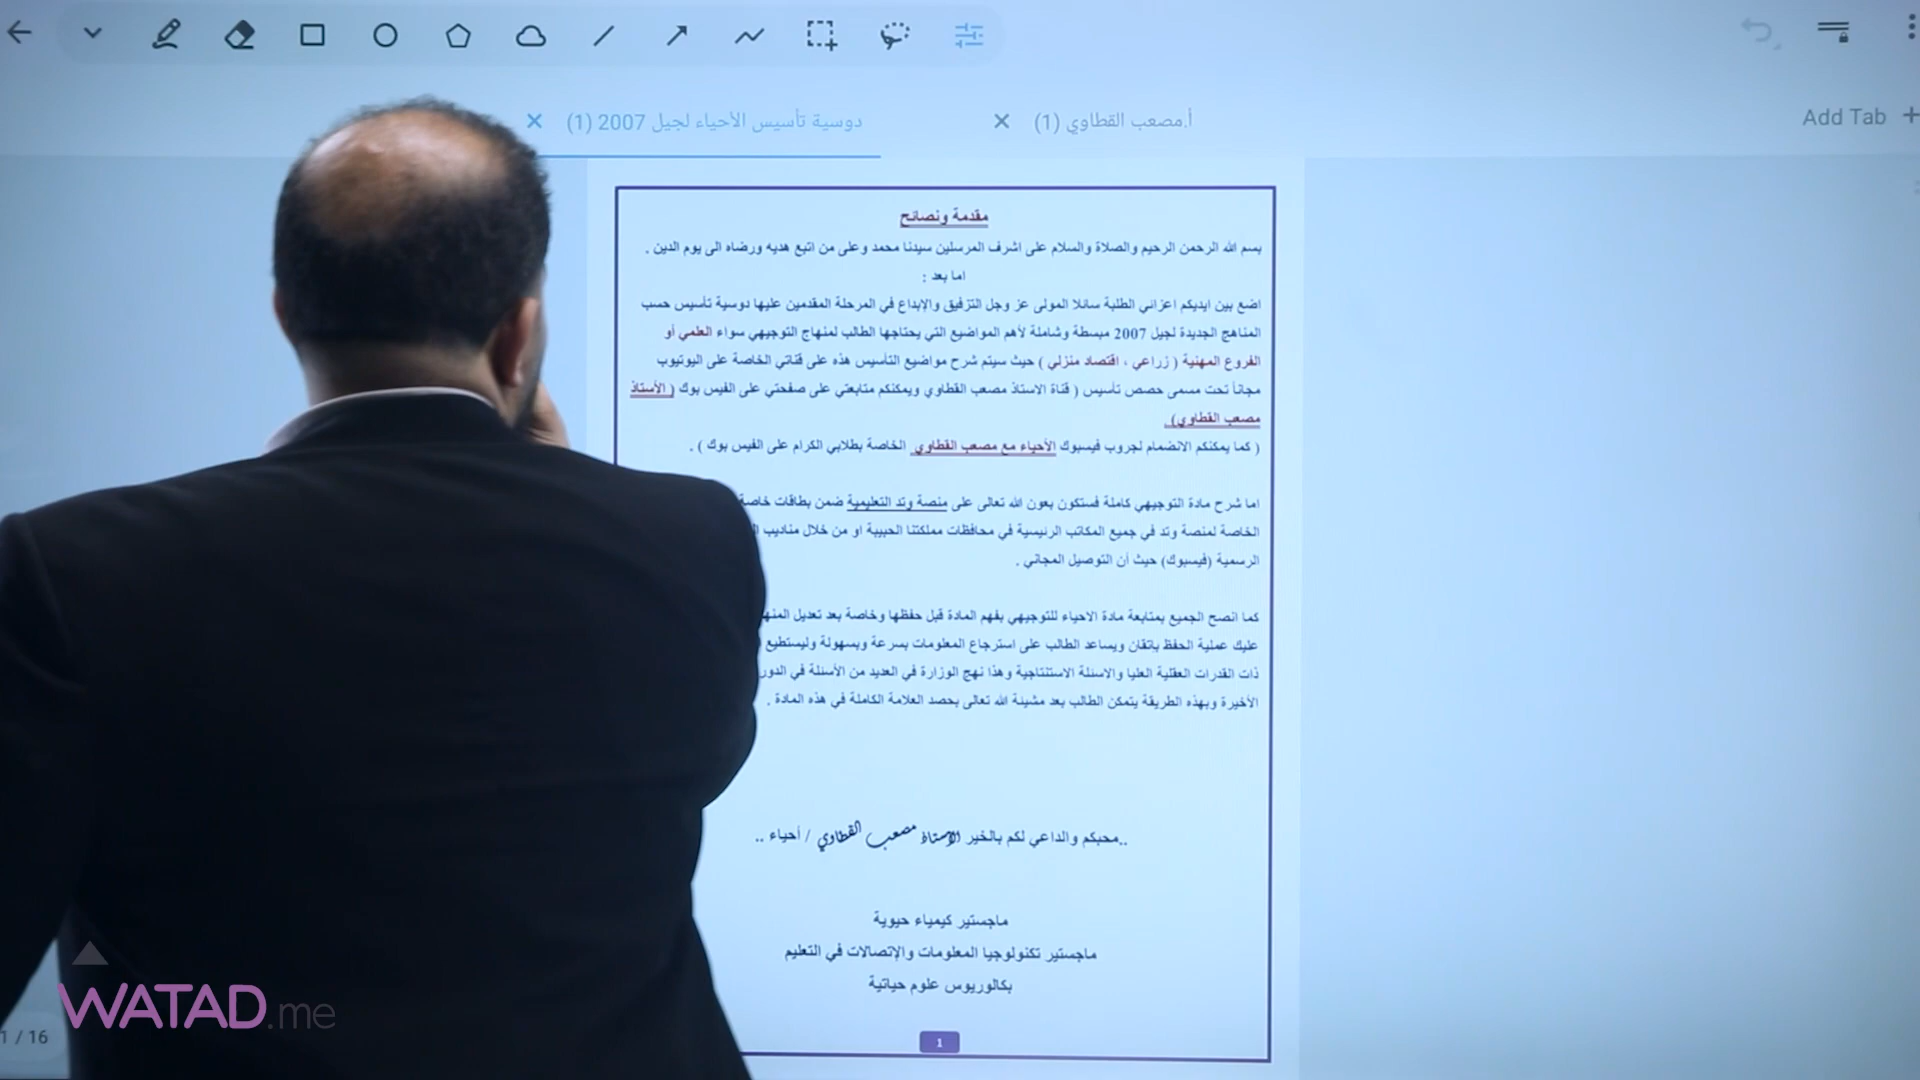 دوسية تأسيس الأحياء لجيل 2007 (1)
أ.مصعب القطاوي (1)
Add Tab
مقدمة ونصائح
بسم الله الرحمن الرحيم والصلاة والسلام على اشرف المرسلين سيدنا محمد وعلى من اتبع هديه ورضاه الى يوم الدين .
اما بعد :
اضع بين ايديكم اعزائي الطلبة سائلا المولى عز وجل التزفيق والإبداع في المرحلة المقدمين عليها دوسية تأسيس حسب
المناهج الجديدة لجيل 2007 مبسطة وشاملة لأهم المواضيع التي يحتاجها الطالب لمنهاج التوجيهي سواء العلمي أو
الفروع المهنية ( زراعي ، اقتصاد منزلي ) حيث سيتم شرح مواضيع التأسيس هذه على قناتي الخاصة على اليوتيوب
مجاناً تحت مسمى حصص تأسيس ( قناة الاستاذ مصعب القطاوي ويمكنكم متابعتي على صفحتي على الفيس بوك ( الأستاذ
مصعب القطاوي) .
( كما يمكنكم الانضمام لجروب فيسبوك الأحياء مع مصعب القطاوي الخاصة بطلابي الكرام على الفيس بوك ) .
اما شرح مادة التوجيهي كاملة فستكون بعون الله تعالى على منصة وتد التعليمية ضمن بطاقات خاصة
الخاصة لمنصة وتد في جميع المكاتب الرئيسية في محافظات مملكتنا الحبيبة او من خلال مناديب
الرسمية (فيسبوك) حيث أن التوصيل المجاني .
كما انصح الجميع بمتابعة مادة الاحياء للتوجيهي بفهم المادة قبل حفظها وخاصة بعد تعديل
عليك عملية الحفظ بإتقان ويساعد الطالب على استرجاع المعلومات بسرعة وبسهولة وليستطيع
ذات القدرات العقلية العليا والاسئلة الاستنتاجية وهذا نهج الوزارة في العديد من الأسئلة في
الأخيرة وبهذه الطريقة يتمكن الطالب بعد مشيئة الله تعالى بحصد العلامة الكاملة في هذه المادة .
..محبكم والداعي لكم بالخير الاستاذ مصعب القطاوي / أحياء ..
ماجستير كيمياء حيوية
ماجستير تكنولوجيا المعلومات والإتصالات في التعليم
بكالوريوس علوم حياتية
1
WATAD.me
1 / 16